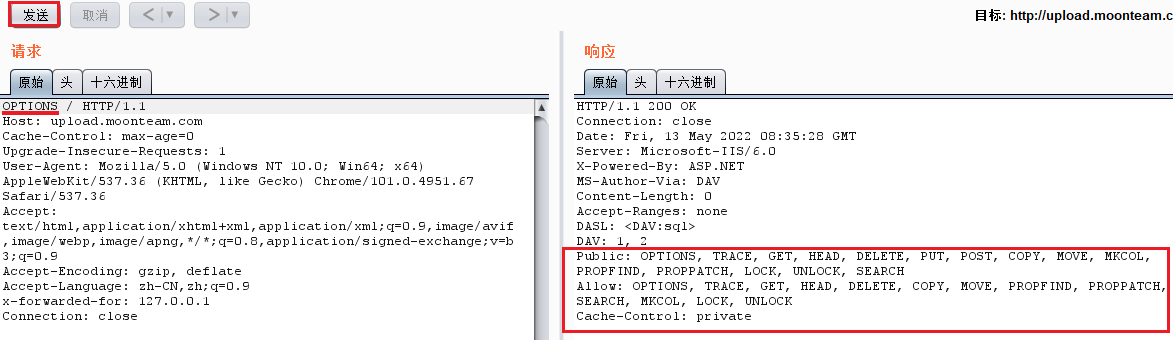 发送 取消 < ▼ > ▼ 目标: http://upload.moonteam.c
请求
原始 头 十六进制
OPTIONS / HTTP/1.1
Host: upload.moonteam.com
Cache-Control: max-age=0
Upgrade-Insecure-Requests: 1
User-Agent: Mozilla/5.0 (Windows NT 10.0; Win64; x64)
AppleWebKit/537.36 (KHTML, like Gecko) Chrome/101.0.4951.67
Safari/537.36
Accept:
text/html,application/xhtml+xml,application/xml;q=0.9,image/avif
,image/webp,image/apng,*/*;q=0.8,application/signed-exchange;v=b
3;q=0.9
Accept-Encoding: gzip, deflate
Accept-Language: zh-CN,zh;q=0.9
x-forwarded-for: 127.0.0.1
Connection: close
响应
原始 头 十六进制
HTTP/1.1 200 OK
Connection: close
Date: Fri, 13 May 2022 08:35:28 GMT
Server: Microsoft-IIS/6.0
X-Powered-By: ASP.NET
MS-Author-Via: DAV
Content-Length: 0
Accept-Ranges: none
DASL: <DAV:sql>
DAV: 1, 2
Public: OPTIONS, TRACE, GET, HEAD, DELETE, PUT, POST, COPY, MOVE, MKCOL,
PROPFIND, PROPPATCH, LOCK, UNLOCK, SEARCH
Allow: OPTIONS, TRACE, GET, HEAD, DELETE, COPY, MOVE, PROPFIND, PROPPATCH,
SEARCH, MKCOL, LOCK, UNLOCK
Cache-Control: private